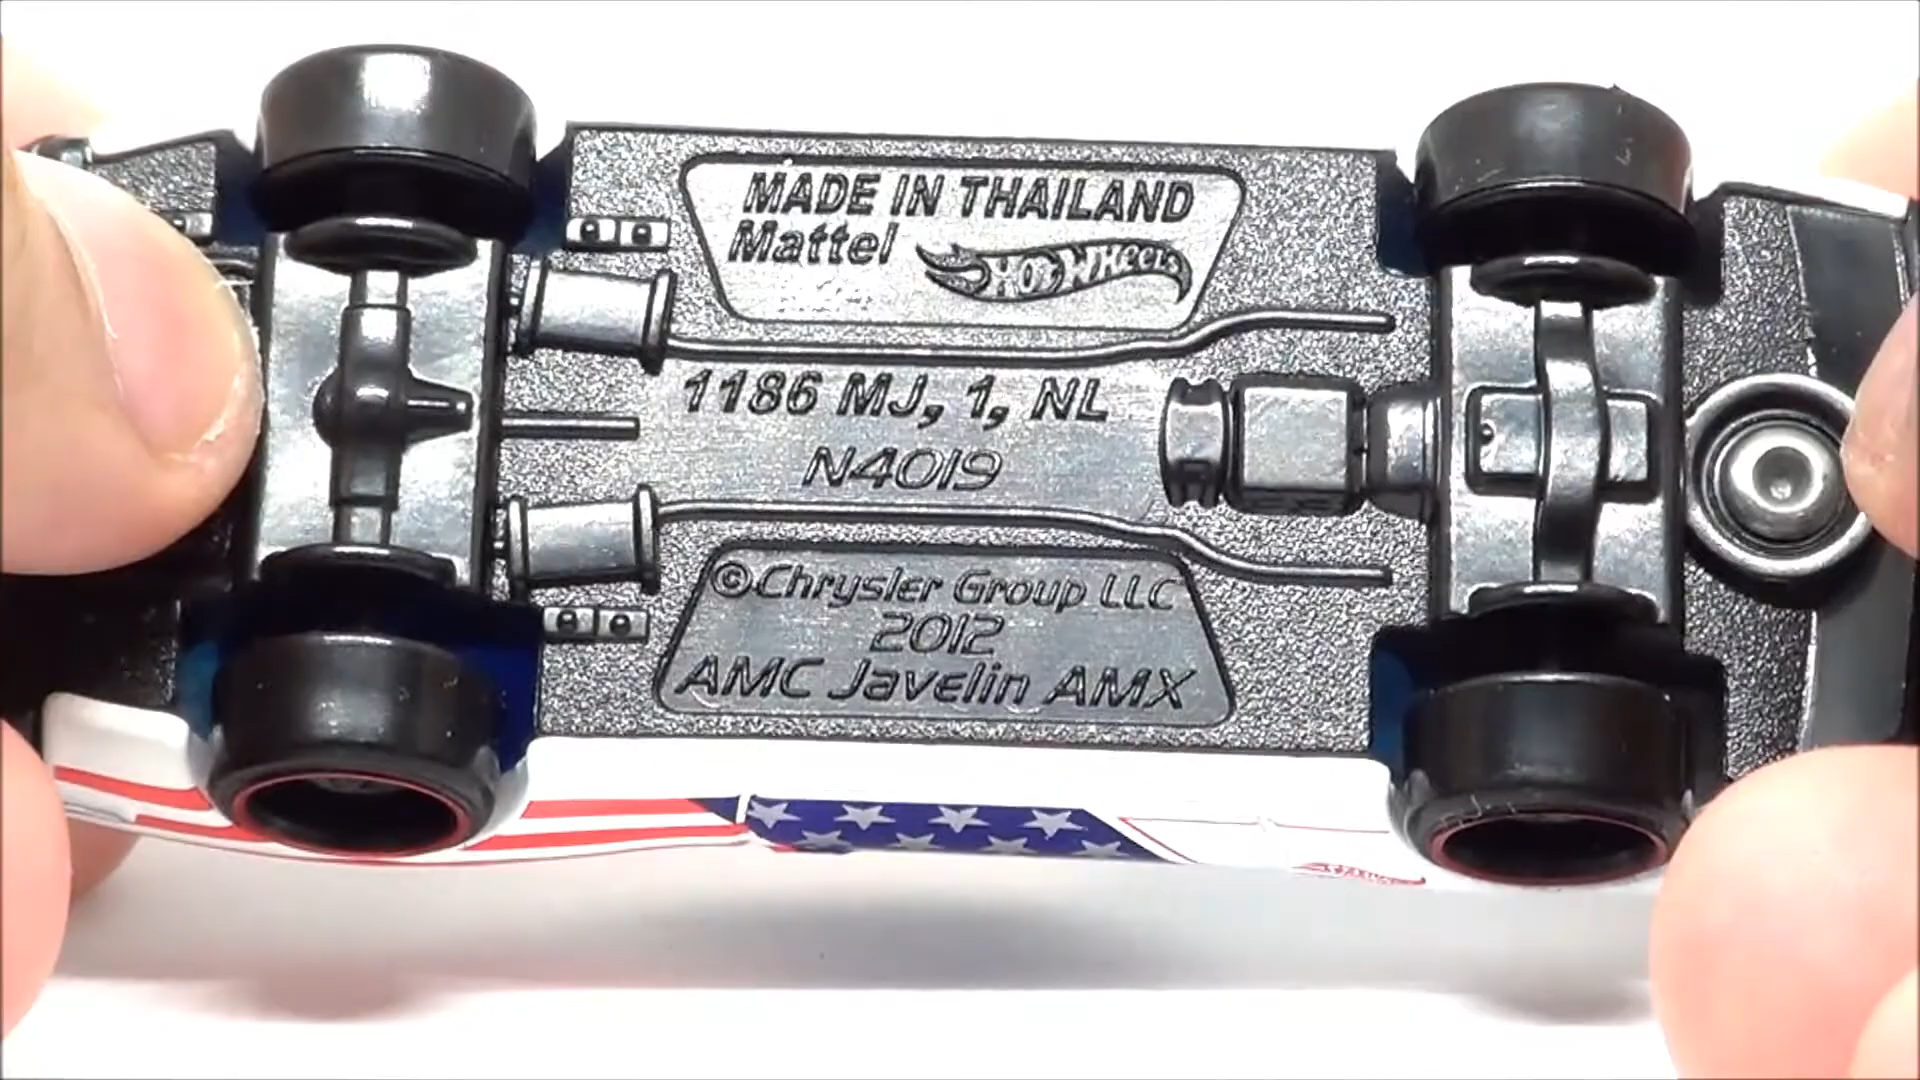 MADE IN THAILAND
Mattel HOT WHEELS
1186 MJ, 1, NL
N4019
©Chrysler Group LLC
2012
AMC Javelin AMX